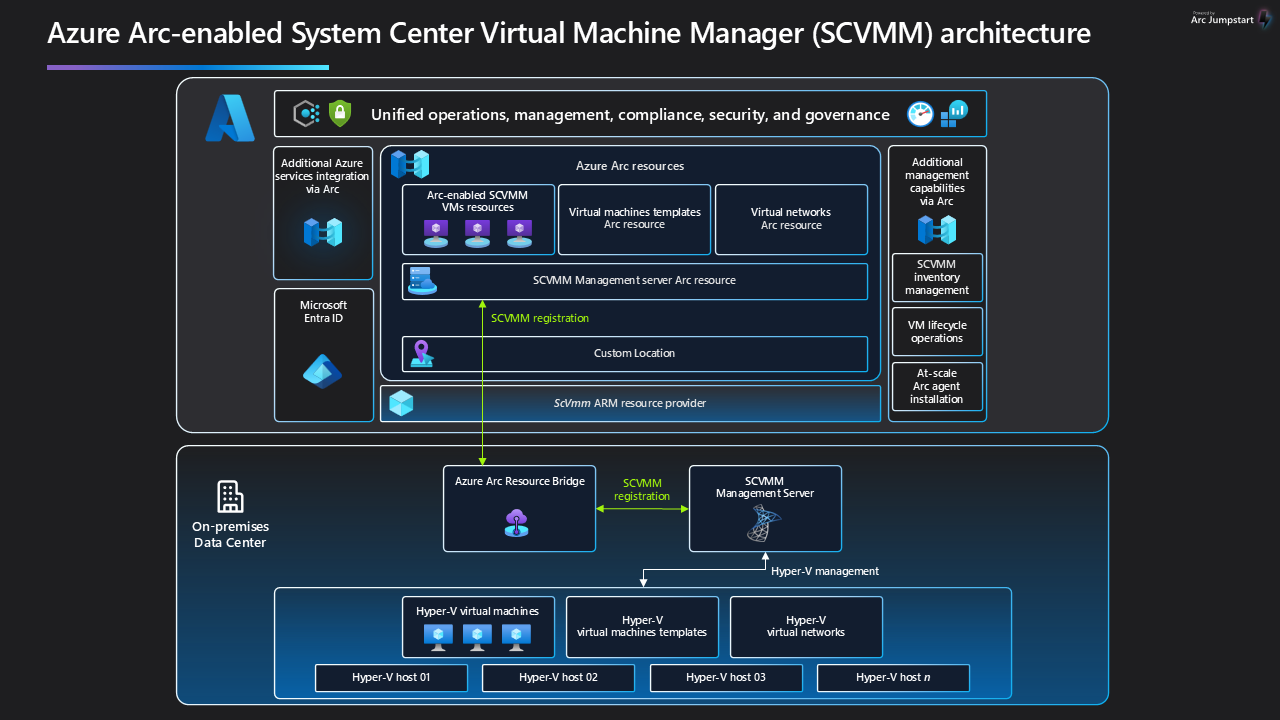 Azure Arc-enabled System Center Virtual Machine Manager (SCVMM) architecture
Powered by
Arc Jumpstart
Unified operations, management, compliance, security, and governance
Additional Azure
services integration
via Arc
Microsoft
Entra ID
Azure Arc resources
Arc-enabled SCVMM
VMs resources
Virtual machines templates
Arc resource
Virtual networks
Arc resource
SCVMM Management server Arc resource
SCVMM registration
Custom Location
ScVmm ARM resource provider
Additional
management
capabilities
via Arc
SCVMM
inventory
management
VM lifecycle
operations
At-scale
Arc agent
installation
On-premises
Data Center
Azure Arc Resource Bridge
SCVMM
registration
SCVMM
Management Server
Hyper-V management
Hyper-V virtual machines
Hyper-V
virtual machines templates
Hyper-V
virtual networks
Hyper-V host 01
Hyper-V host 02
Hyper-V host 03
Hyper-V host n